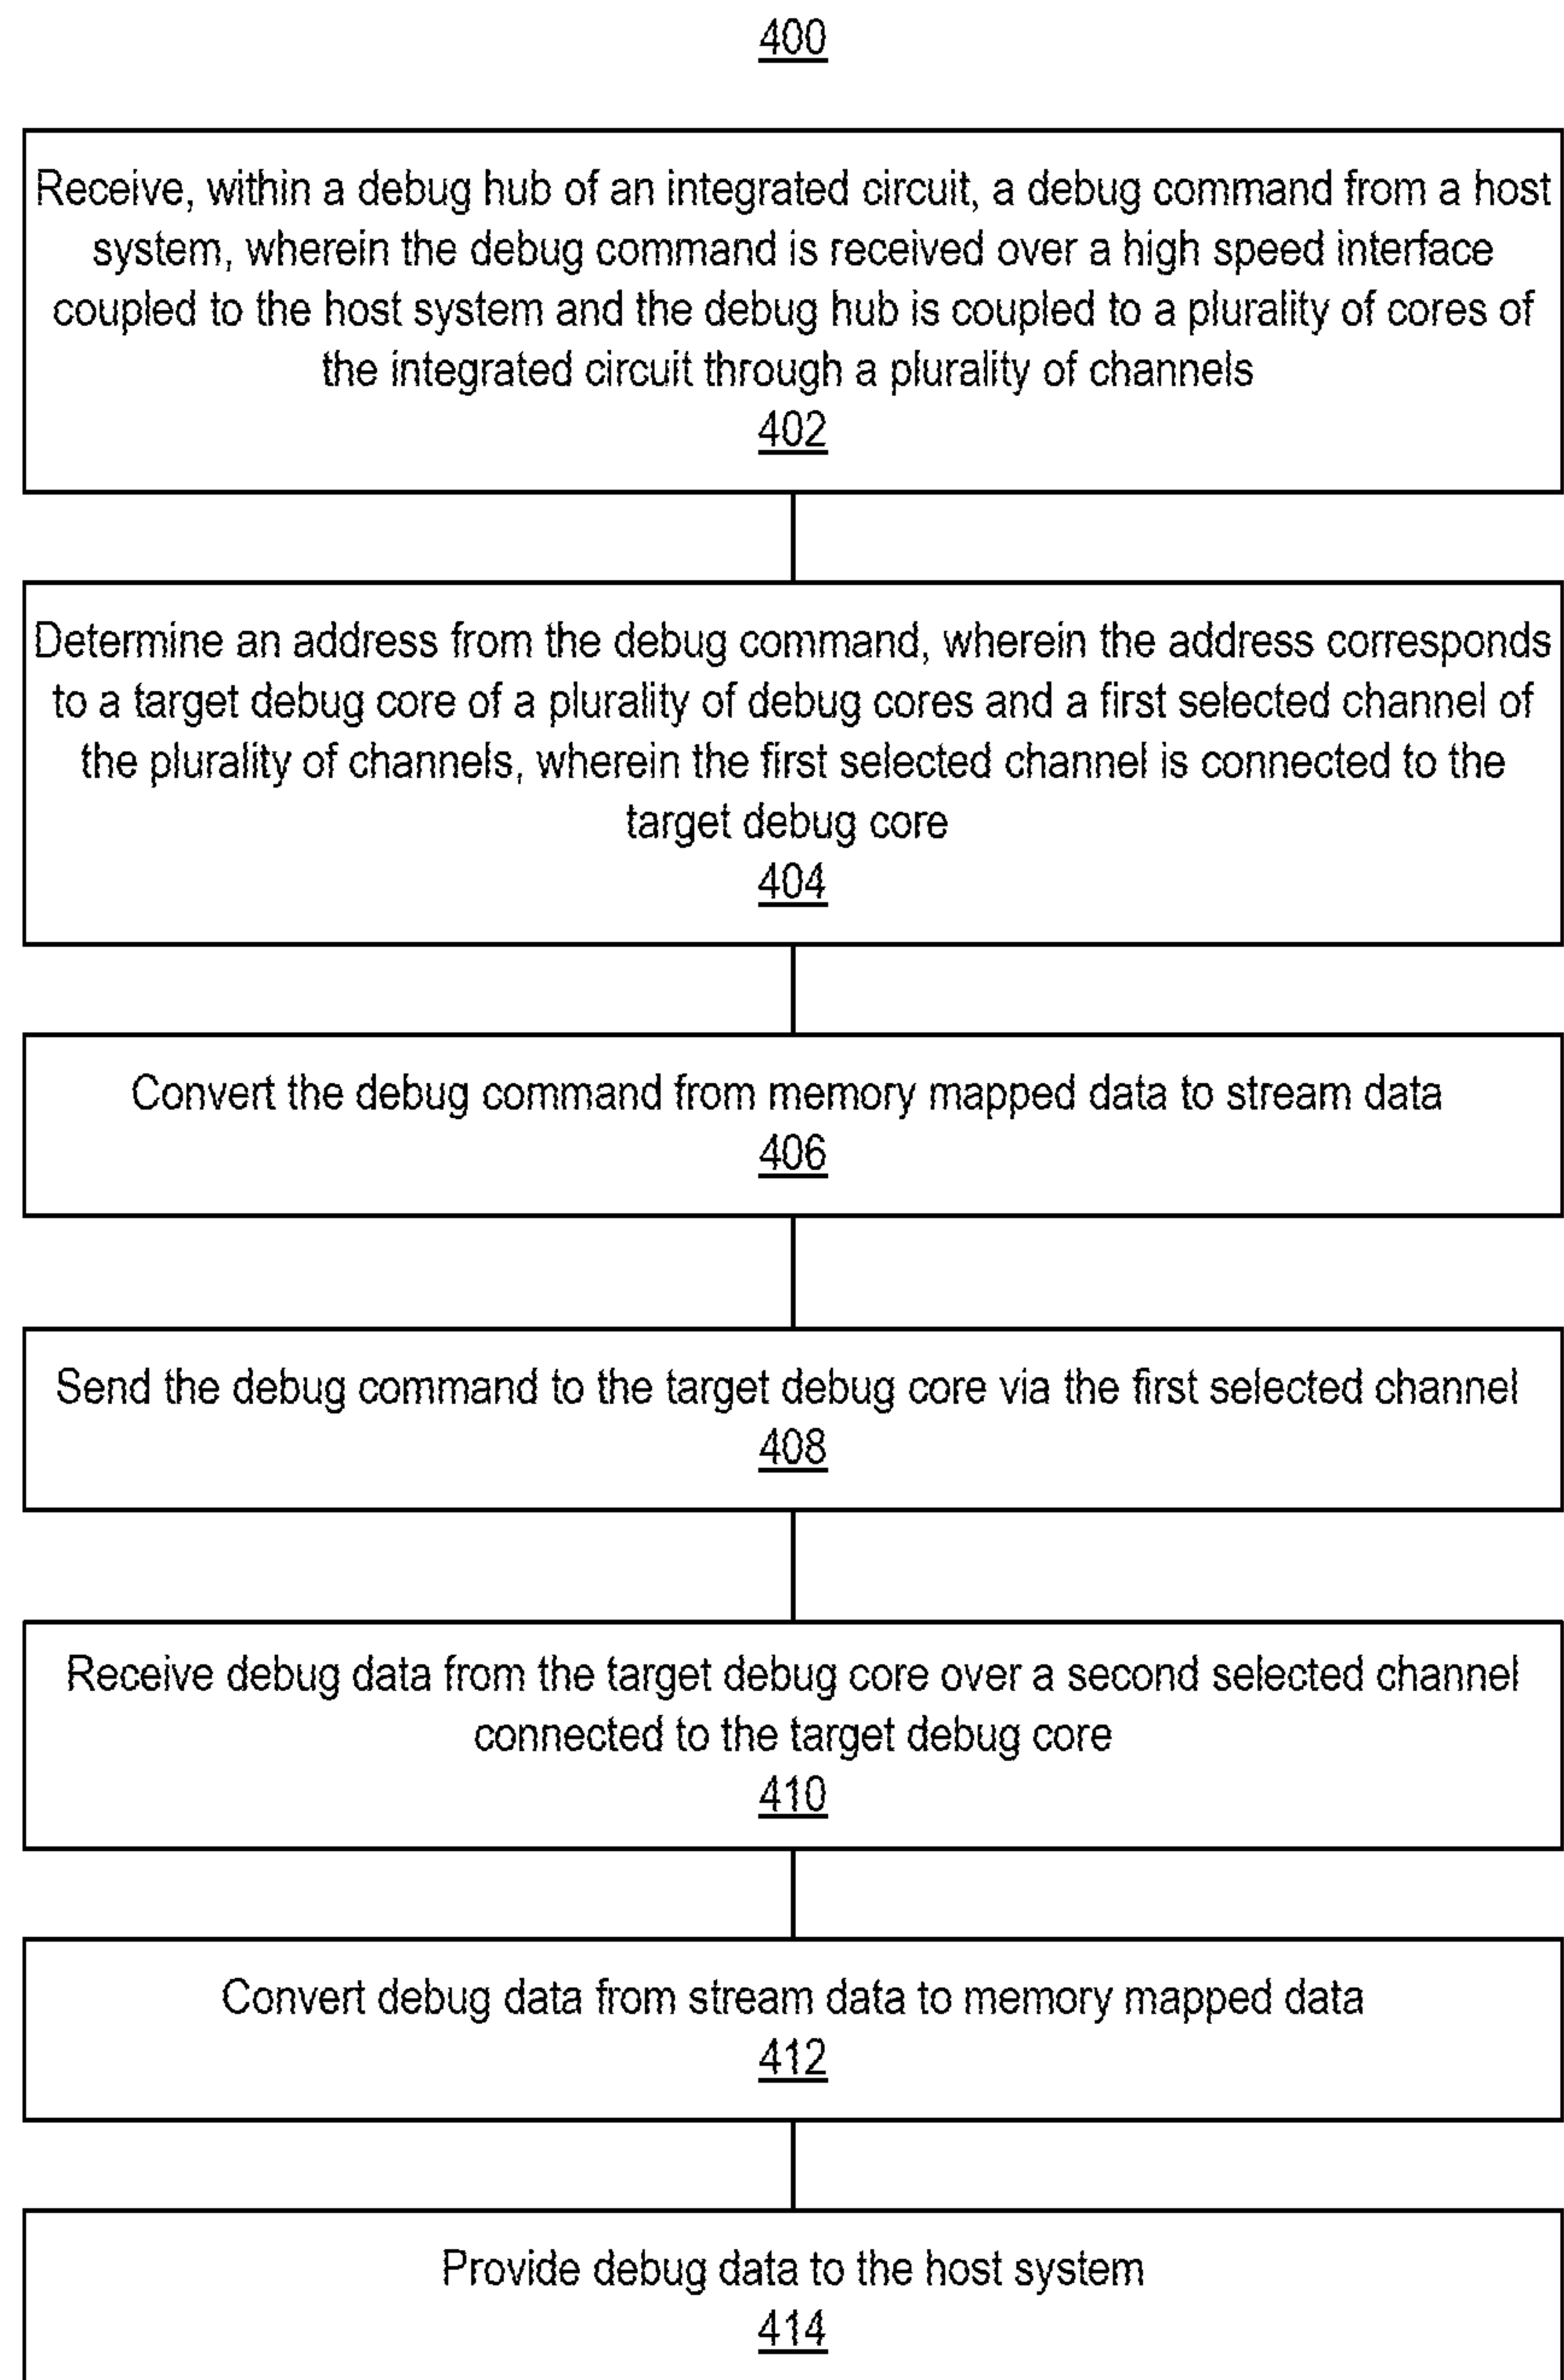 400
Receive, within a debug hub of an integrated circuit, a debug command from a host
system, wherein the debug command is received over a high speed interface
coupled to the host system and the debug hub is coupled to a plurality of cores of
the integrated circuit through a plurality of channels
402
Determine an address from the debug command, wherein the address corresponds
to a target debug core of a plurality of debug cores and a first selected channel of
the plurality of channels, wherein the first selected channel is connected to the
target debug core
404
Convert the debug command from memory mapped data to stream data
406
Send the debug command to the target debug core via the first selected channel
408
Receive debug data from the target debug core over a second selected channel
connected to the target debug core
410
Convert debug data from stream data to memory mapped data
412
Provide debug data to the host system
414